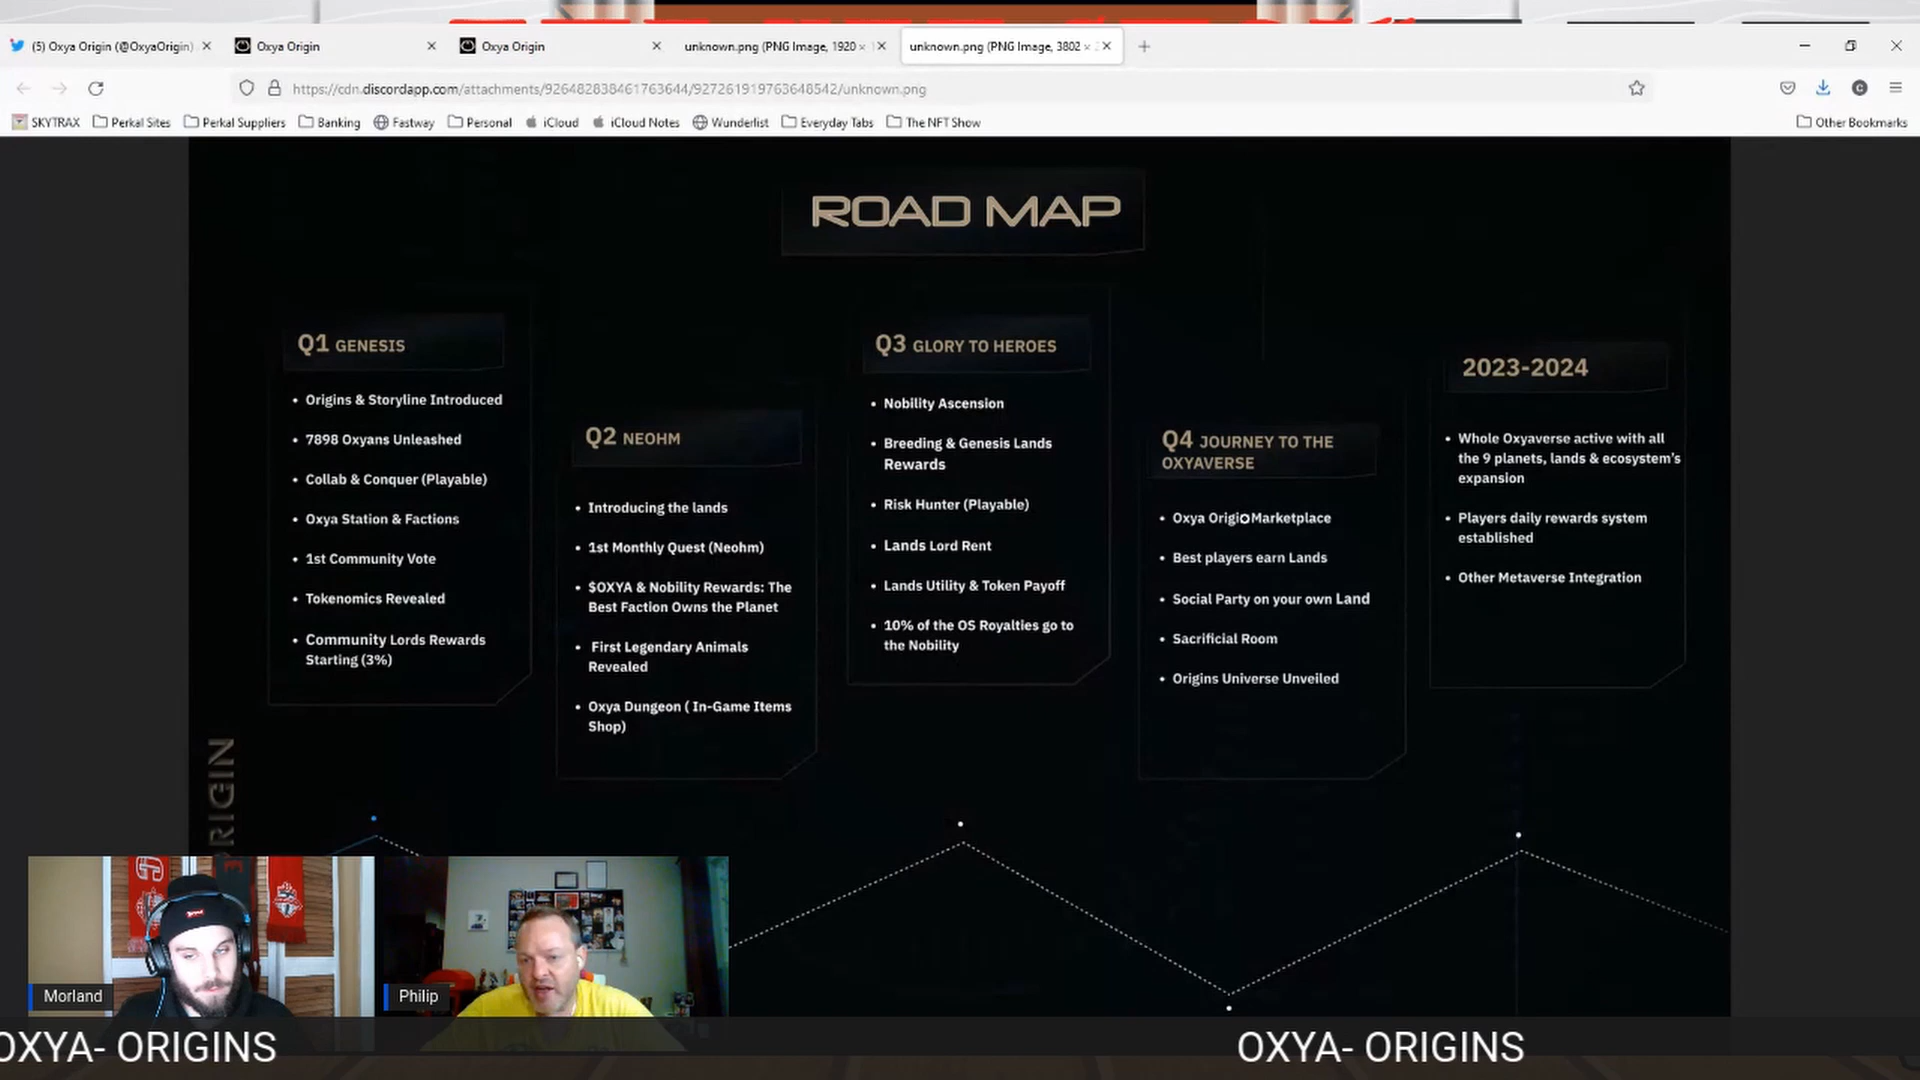 (5) Oxya Origin (@OxyaOrigin)
Oxya Origin
Oxya Origin
unknown.png (PNG Image, 1920 ×
unknown.png (PNG Image, 3802 ×
https://cdn.discordapp.com/attachments/926482838461763644/927261919763648542/unknown.png
SKYTRAX
Perkal Sites
Perkal Suppliers
Banking
Fastway
Personal
iCloud
iCloud Notes
Wunderlist
Everyday Tabs
The NFT Show
Other Bookmarks
ROAD MAP
Q1 GENESIS
• Origins & Storyline Introduced
• 7898 Oxyans Unleashed
• Collab & Conquer (Playable)
• Oxya Station & Factions
• 1st Community Vote
• Tokenomics Revealed
• Community Lords Rewards
Starting (3%)
Q2 NEOHM
• Introducing the lands
• 1st Monthly Quest (Neohm)
• $OXYA & Nobility Rewards: The
Best Faction Owns the Planet
• First Legendary Animals
Revealed
• Oxya Dungeon ( In-Game Items
Shop)
Q3 GLORY TO HEROES
• Nobility Ascension
• Breeding & Genesis Lands
Rewards
• Risk Hunter (Playable)
• Lands Lord Rent
• Lands Utility & Token Payoff
• 10% of the OS Royalties go to
the Nobility
Q4 JOURNEY TO THE
OXYAVERSE
• Oxya Origin Marketplace
• Best players earn Lands
• Social Party on your own Land
• Sacrificial Room
• Origins Universe Unveiled
2023-2024
• Whole Oxyaverse active with all
the 9 planets, lands & ecosystem's
expansion
• Players daily rewards system
established
• Other Metaverse Integration
RIGIN
Morland
Philip
OXYA- ORIGINS
OXYA- ORIGINS